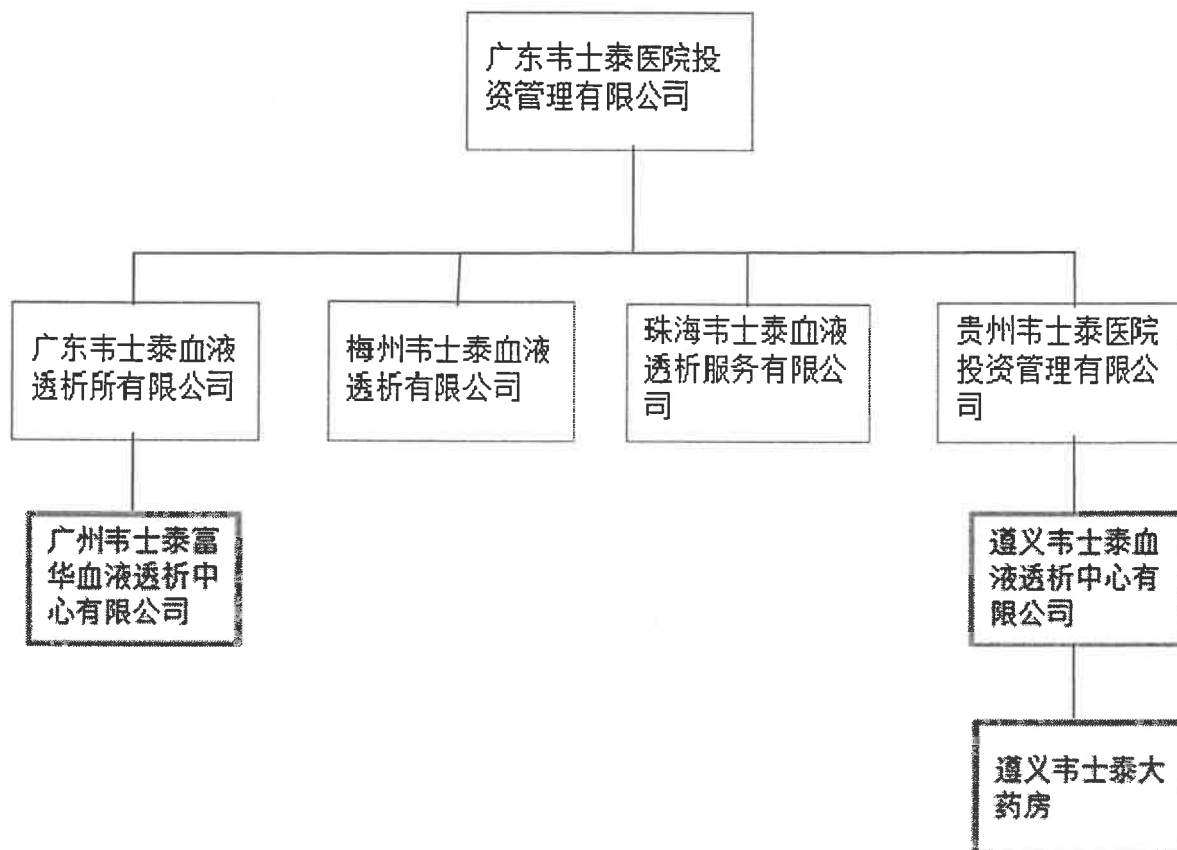 广东韦士泰医院投
资管理有限公司
广东韦士泰血液
透析所有限公司
梅州韦士泰血液
透析有限公司
珠海韦士泰血液
透析服务有限公
司
贵州韦士泰医院
投资管理有限公
司
广州韦士泰富
华血液透析中
心有限公司
遵义韦士泰血
液透析中心有
限公司
遵义韦士泰大
药房